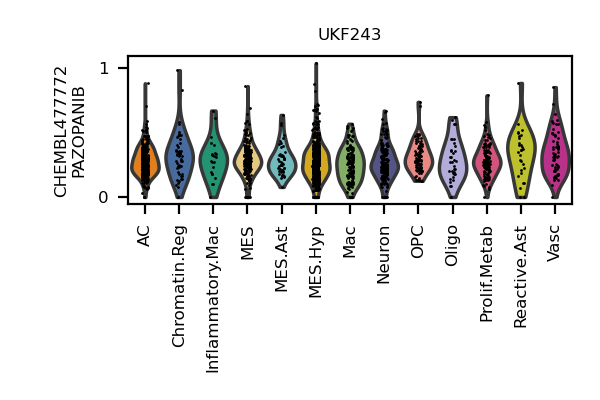 UKF243
CHEMBL477772
PAZOPANIB
1
0
AC
Chromatin.Reg
Inflammatory.Mac
MES
MES.Ast
MES.Hyp
Mac
Neuron
OPC
Oligo
Prolif.Metab
Reactive.Ast
Vasc